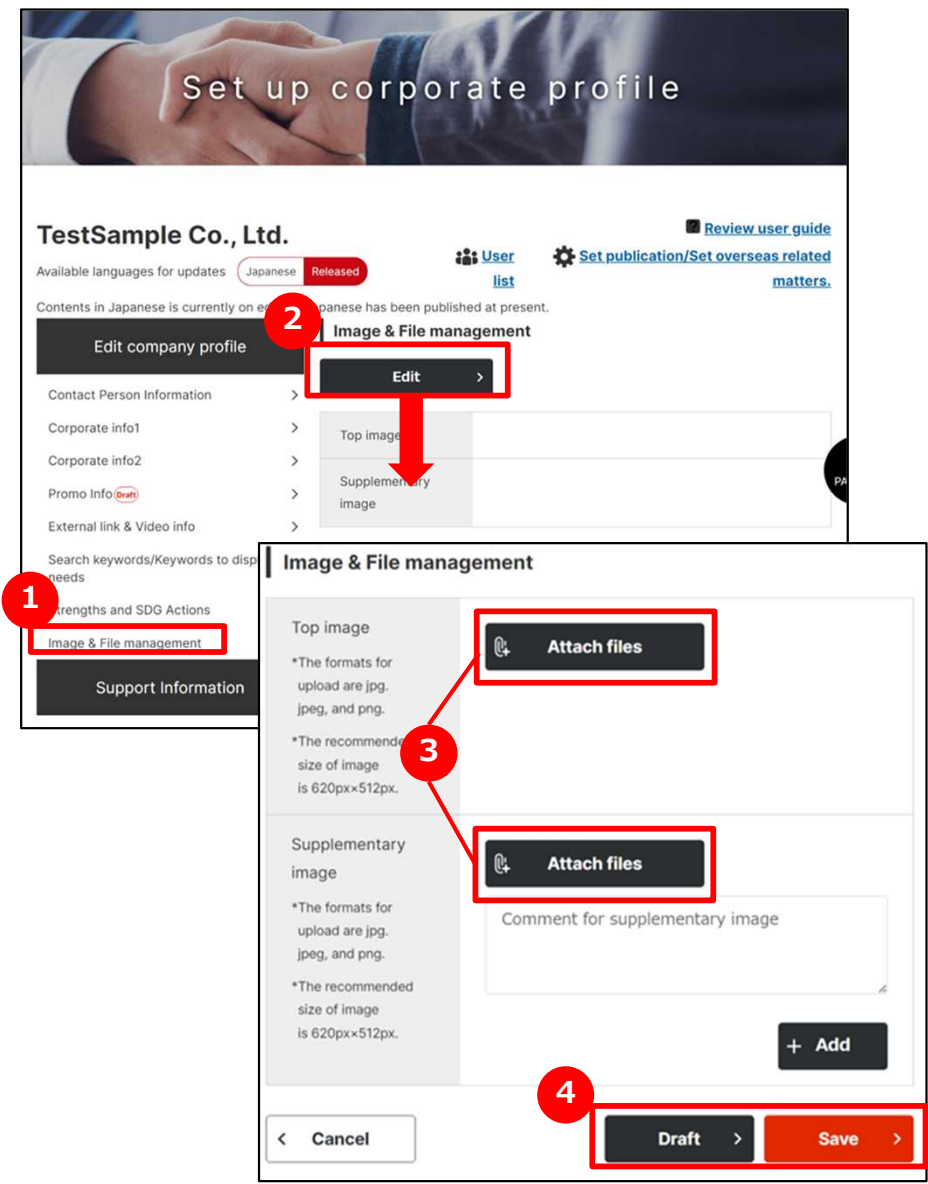 Set up corporate profile
TestSample Co., Ltd.
Review user guide
Available languages for updates Japanese Released
User list
Set publication/Set overseas related matters.
Contents in Japanese is currently on panese has been published at present.
2
Edit company profile
Image & File management
Edit
Contact Person Information
Corporate info1
Corporate info2
Promo Info Draft
External link & Video info
Search keywords/Keywords to disp
needs
1
trengths and SDG Actions
Image & File management
Support Information
Top image
Supplementary
image
PA
Image & File management
Top image
*The formats for
upload are jpg.
jpeg, and png.
*The recommende
size of image
is 620px×512px.
Attach files
3
Supplementary
image
*The formats for
upload are jpg.
jpeg, and png.
*The recommended
size of image
is 620px×512px.
Attach files
Comment for supplementary image
+ Add
4
Cancel
Draft
Save